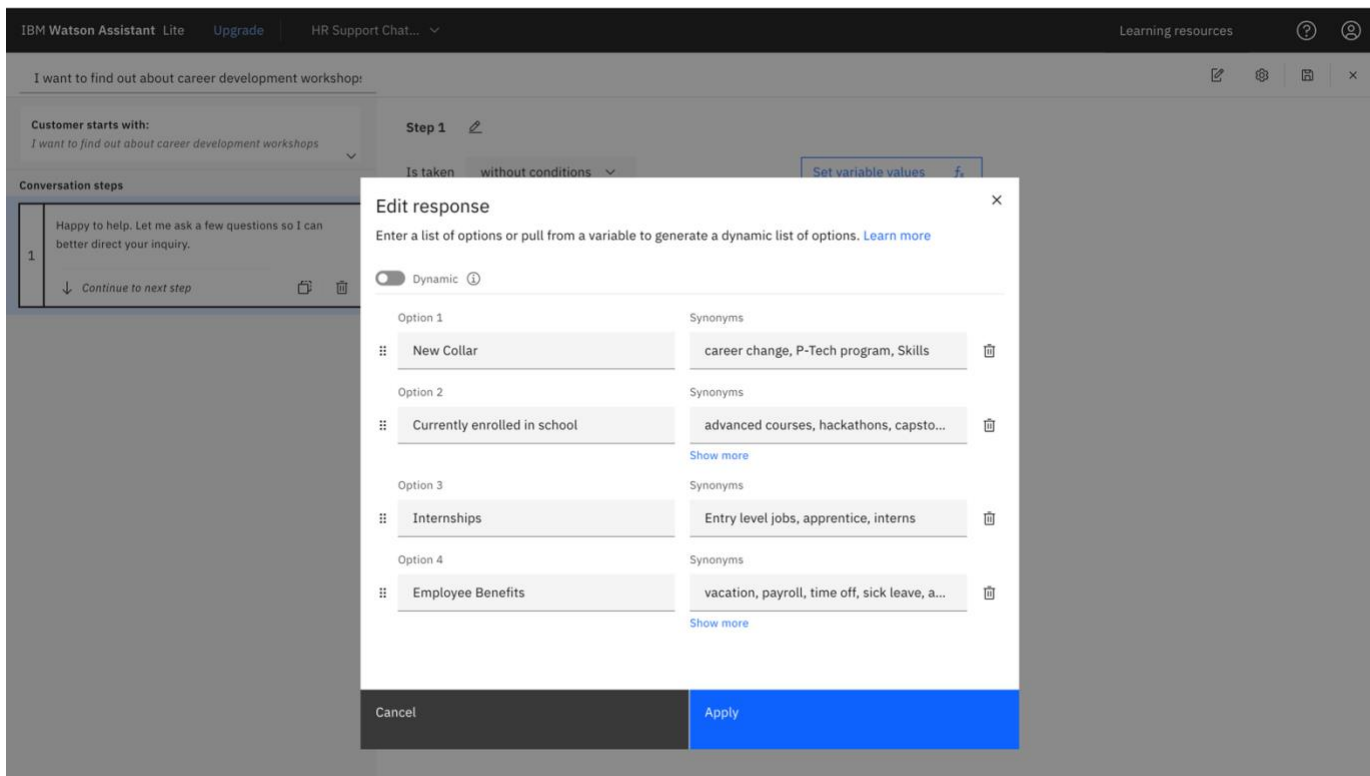 IBM Watson Assistant Lite Upgrade HR Support Chat... Learning resources
I want to find out about career development workshops
Customer starts with:
I want to find out about career development workshops
Conversation steps
1
Happy to help. Let me ask a few questions so I can
better direct your inquiry.
Continue to next step
Step 1
Is taken without conditions Set variable values fx
Edit response
Enter a list of options or pull from a variable to generate a dynamic list of options. Learn more
Dynamic
Option 1 Synonyms
New Collar career change, P-Tech program, Skills
Option 2 Synonyms
Currently enrolled in school advanced courses, hackathons, capsto...
Show more
Option 3 Synonyms
Internships Entry level jobs, apprentice, interns
Option 4 Synonyms
Employee Benefits vacation, payroll, time off, sick leave, a...
Show more
Cancel Apply